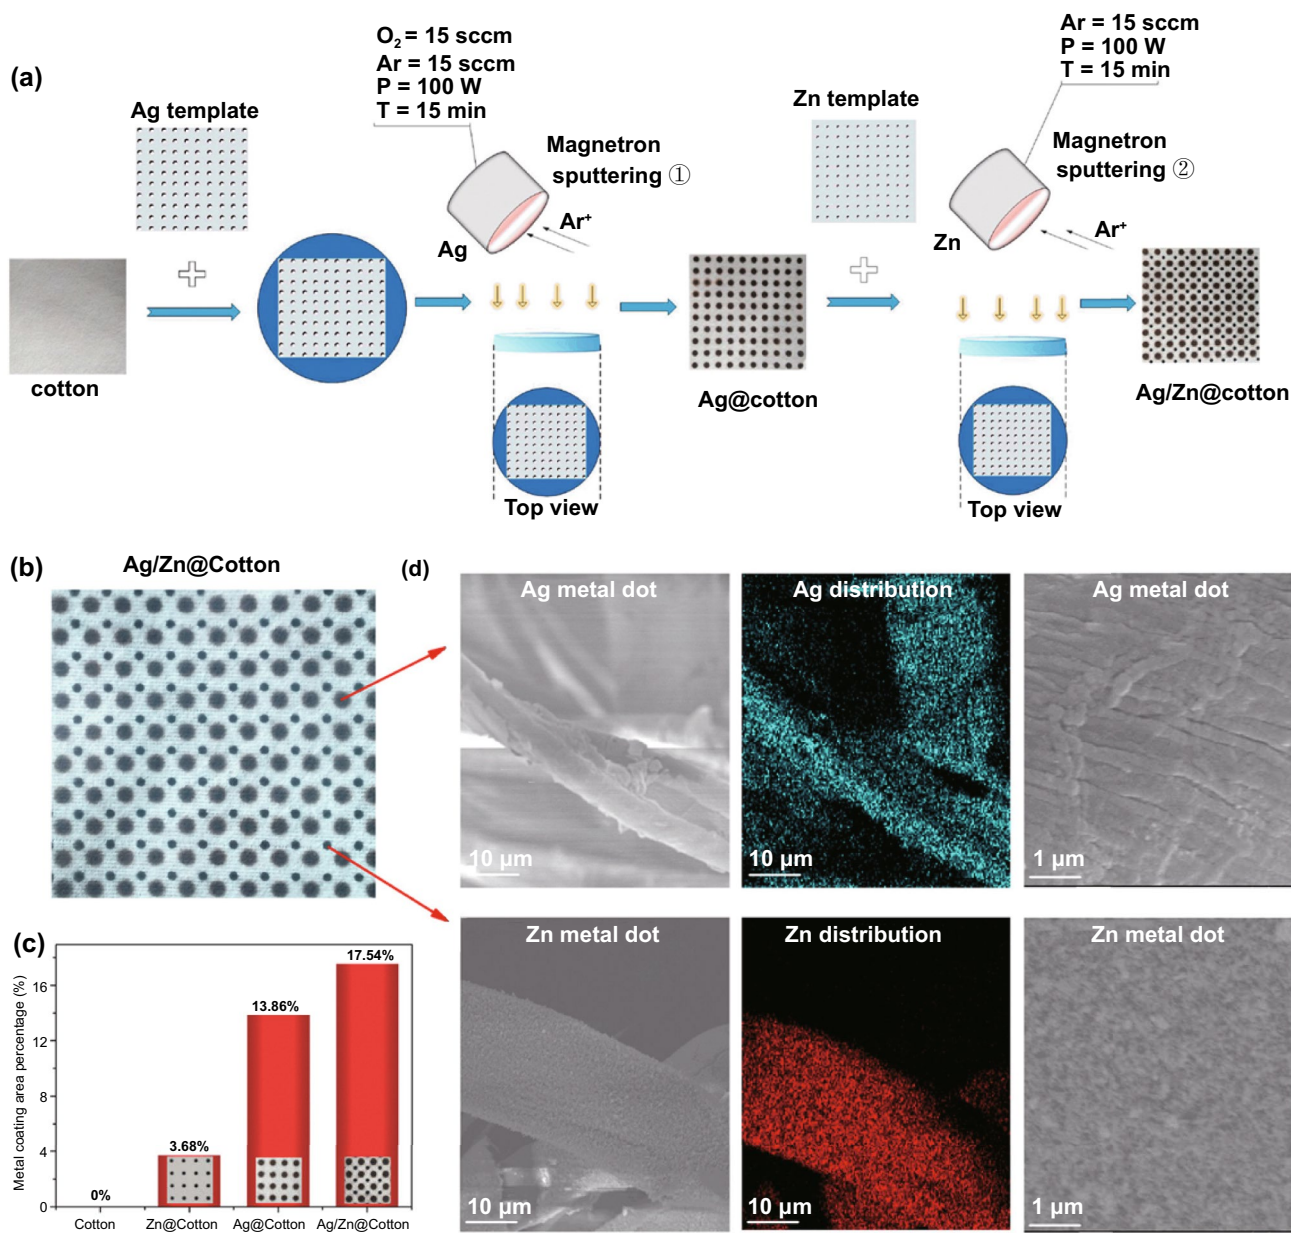 (a)
O₂ = 15 sccm
Ar = 15 sccm
P = 100 W
T = 15 min
Ag template
Magnetron
sputtering ①
Ar⁺
Ag
cotton
Top view
Ag@cotton
Zn template
Ar = 15 sccm
P = 100 W
T = 15 min
Magnetron
sputtering ②
Ar⁺
Zn
Top view
Ag/Zn@cotton
(b)
Ag/Zn@Cotton
(c)
Metal coating area percentage (%)
16
12
8
4
0
0%
3.68%
13.86%
17.54%
Cotton
Zn@Cotton
Ag@Cotton
Ag/Zn@Cotton
(d)
Ag metal dot
10 μm
Ag distribution
10 μm
Ag metal dot
1 μm
Zn metal dot
10 μm
Zn distribution
10 μm
Zn metal dot
1 μm